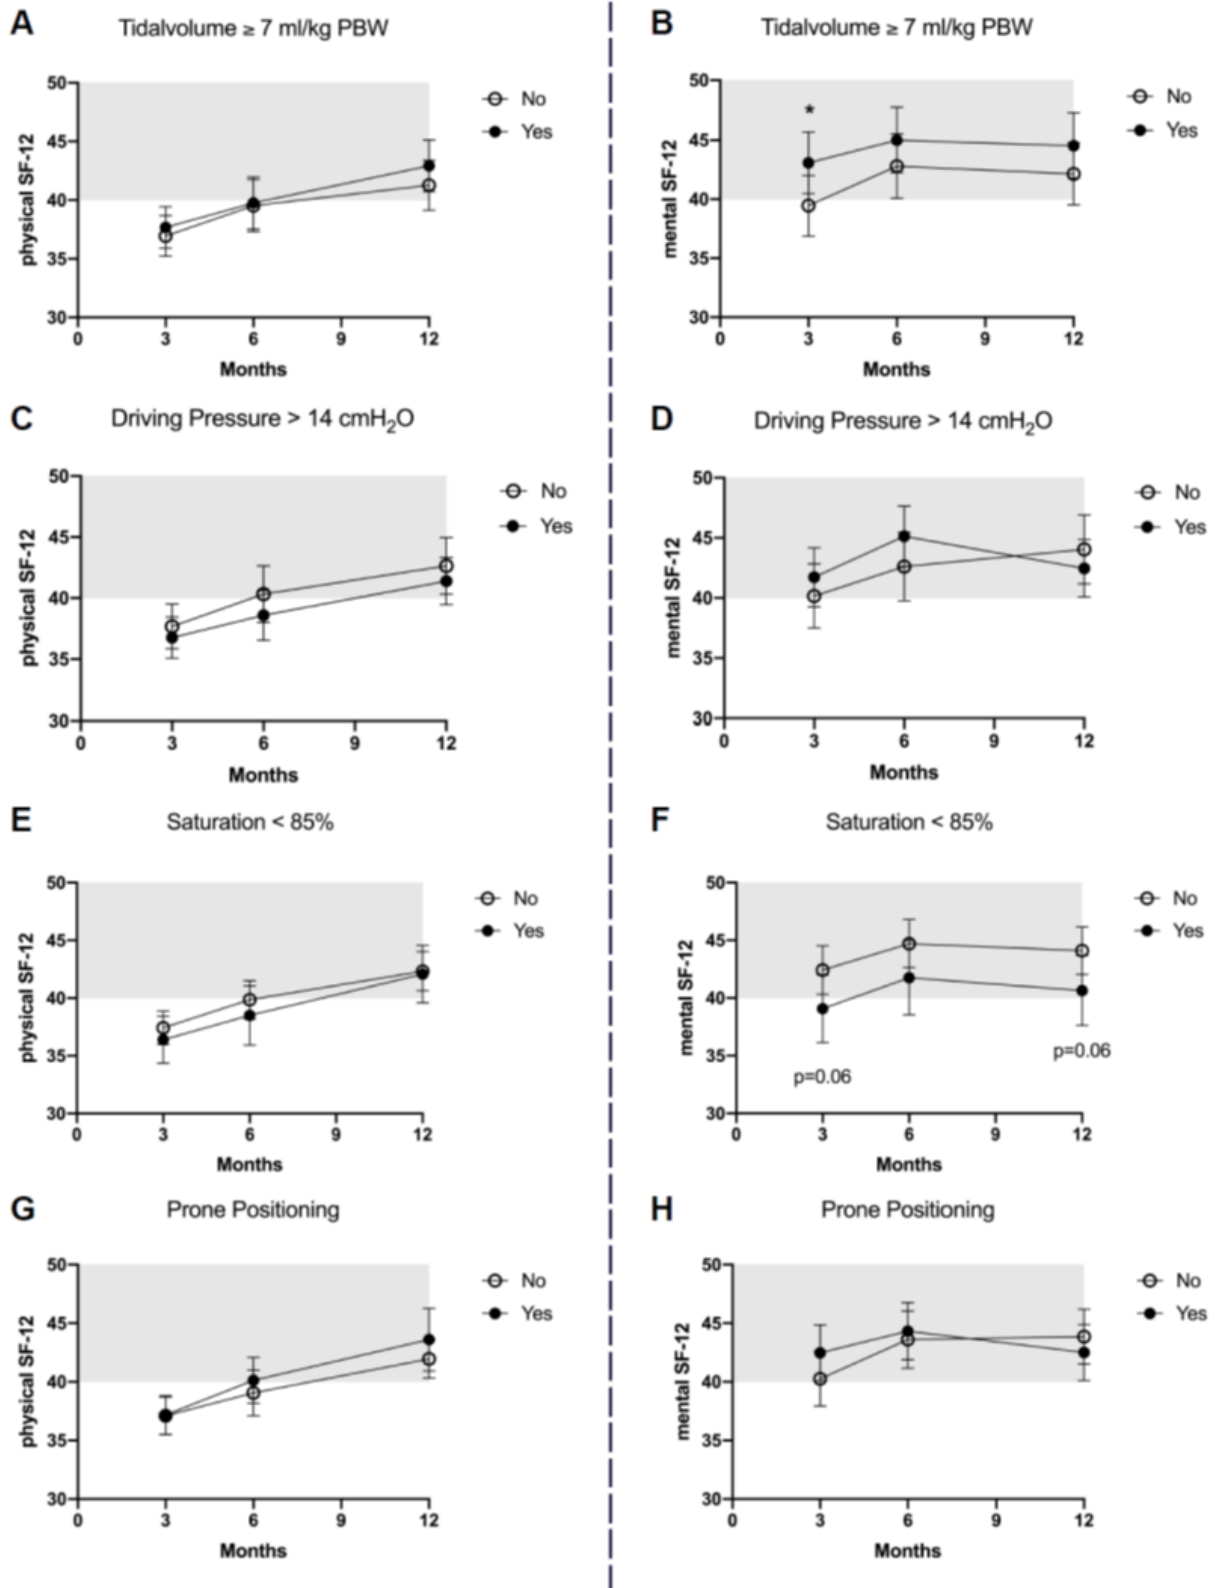 A
Tidalvolume ≥ 7 ml/kg PBW
50
45
40
35
30
physical SF-12
0 3 6 9 12
Months
No
Yes
B
Tidalvolume ≥ 7 ml/kg PBW
50
45
40
35
30
mental SF-12
*
0 3 6 9 12
Months
No
Yes
C
Driving Pressure > 14 cmH₂O
50
45
40
35
30
physical SF-12
0 3 6 9 12
Months
No
Yes
D
Driving Pressure > 14 cmH₂O
50
45
40
35
30
mental SF-12
0 3 6 9 12
Months
No
Yes
E
Saturation < 85%
50
45
40
35
30
physical SF-12
0 3 6 9 12
Months
No
Yes
F
Saturation < 85%
50
45
40
35
30
mental SF-12
p=0.06
p=0.06
0 3 6 9 12
Months
No
Yes
G
Prone Positioning
50
45
40
35
30
physical SF-12
0 3 6 9 12
Months
No
Yes
H
Prone Positioning
50
45
40
35
30
mental SF-12
0 3 6 9 12
Months
No
Yes